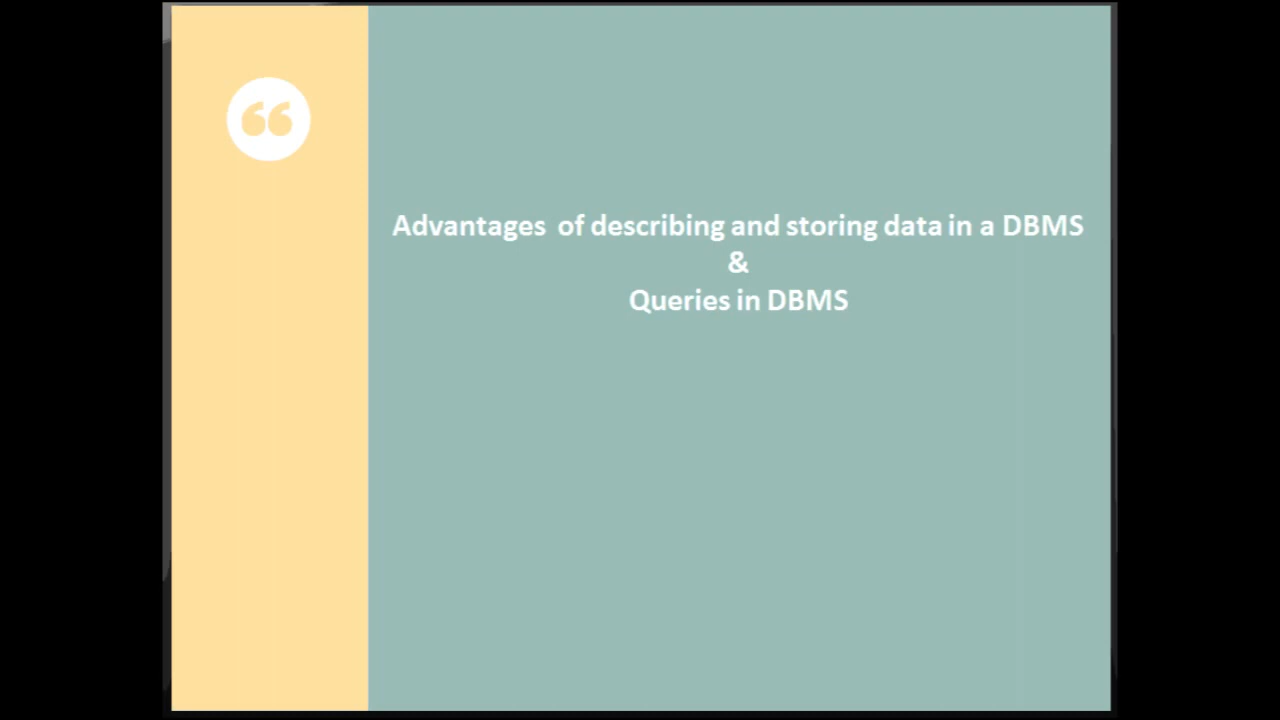 “
Advantages of describing and storing data in a DBMS
&
Queries in DBMS